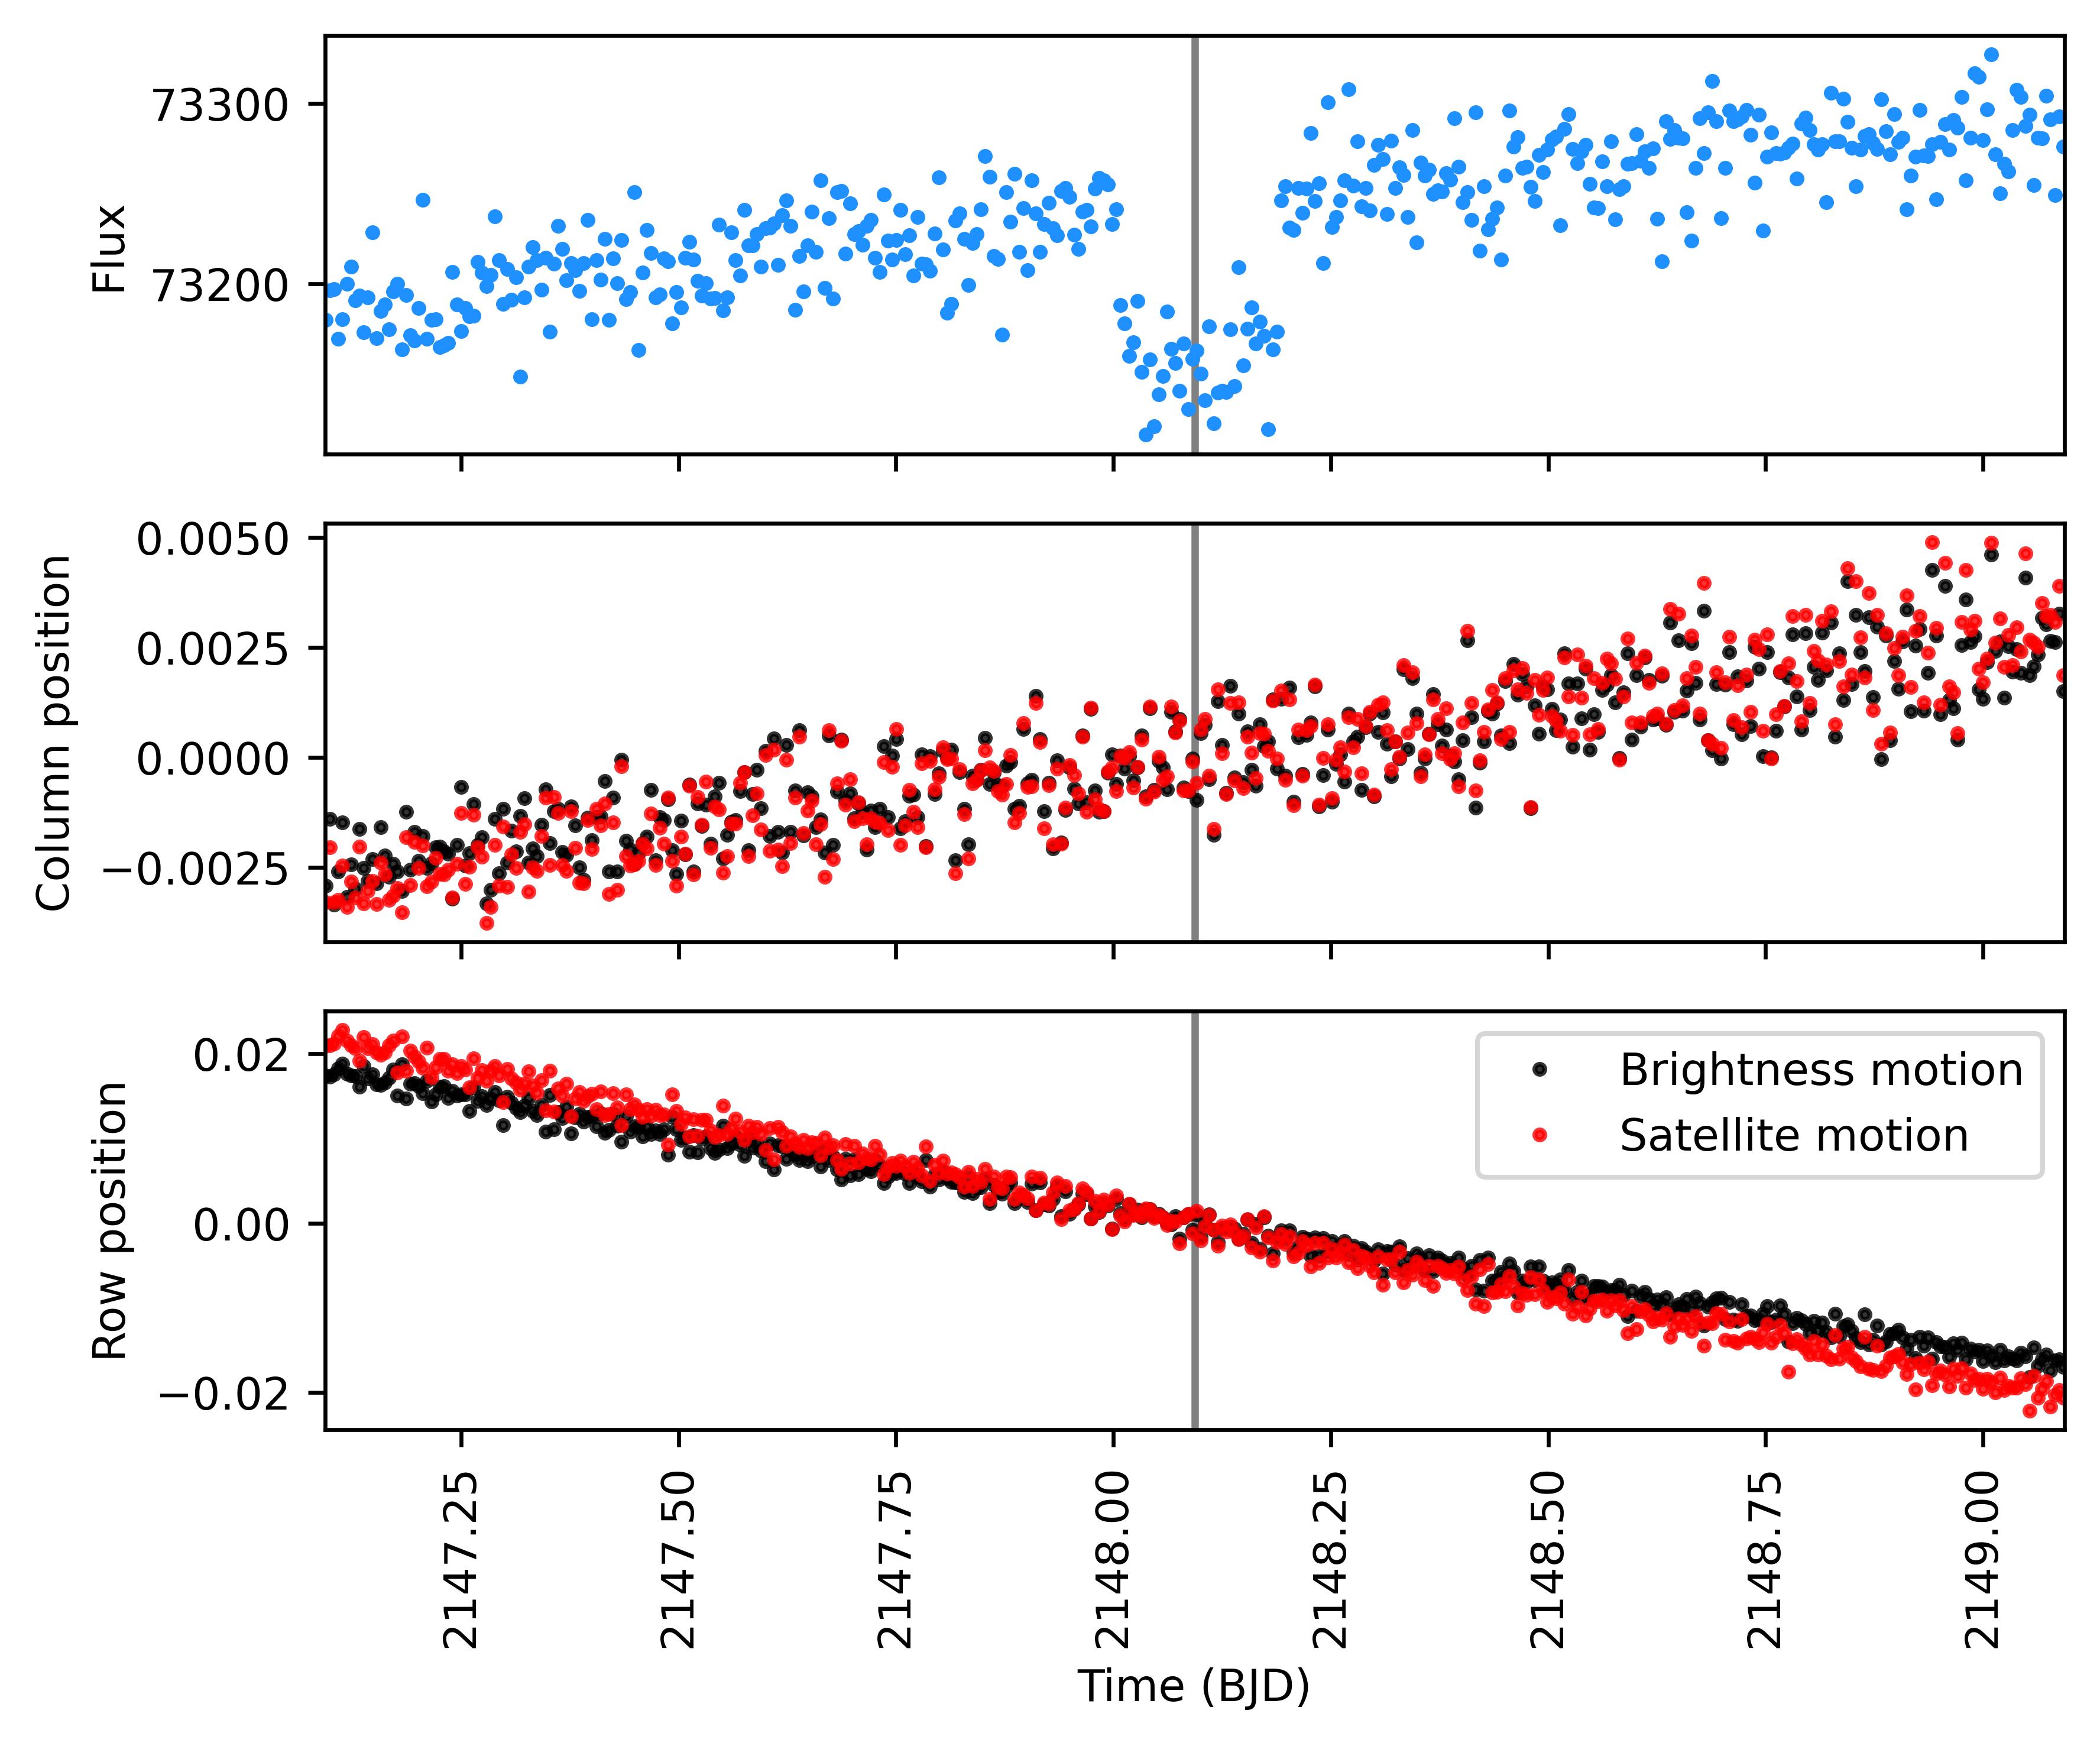 Flux
73300
73200
Column position
0.0050
0.0025
0.0000
−0.0025
Row position
0.02
0.00
−0.02
Brightness motion
Satellite motion
2147.25
2147.50
2147.75
2148.00
2148.25
2148.50
2148.75
2149.00
Time (BJD)